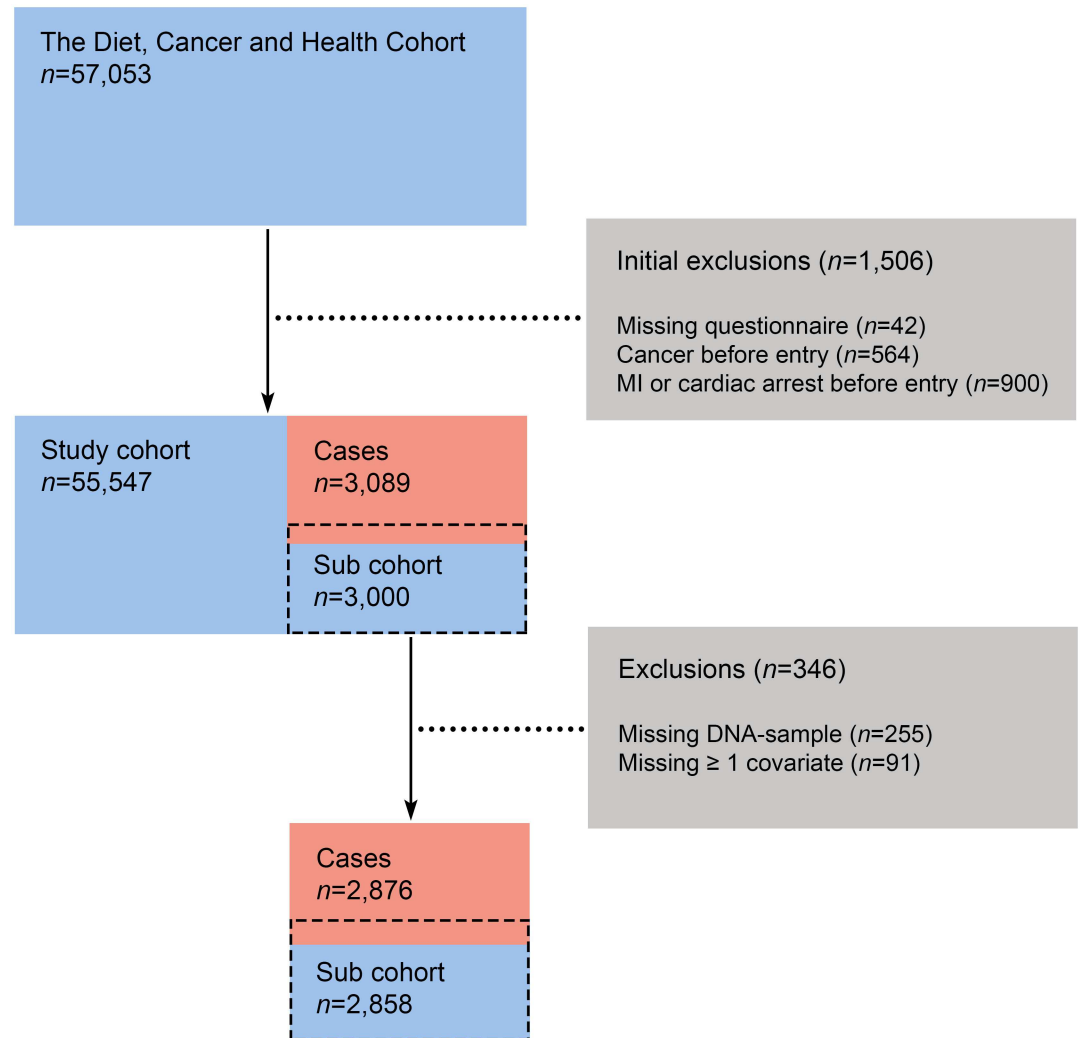 The Diet, Cancer and Health Cohort
n=57,053
Initial exclusions (n=1,506)
Missing questionnaire (n=42)
Cancer before entry (n=564)
MI or cardiac arrest before entry (n=900)
Study cohort
n=55,547
Cases
n=3,089
Sub cohort
n=3,000
Exclusions (n=346)
Missing DNA-sample (n=255)
Missing ≥ 1 covariate (n=91)
Cases
n=2,876
Sub cohort
n=2,858